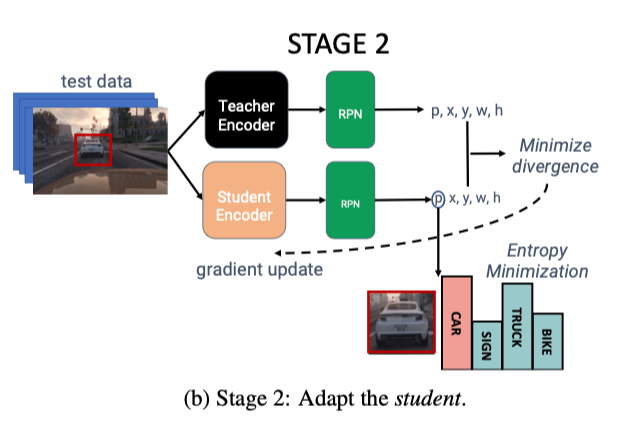 STAGE 2
test data
Teacher
Encoder
RPN
p, x, y, w, h
Minimize
divergence
Student
Encoder
RPN
p x, y, w, h
gradient update
Entropy
Minimization
CAR
SIGN
TRUCK
BIKE
(b) Stage 2: Adapt the student.